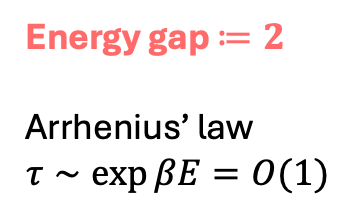 Energy gap ≔ 2
Arrhenius’ law
τ ~ exp βE = O(1)